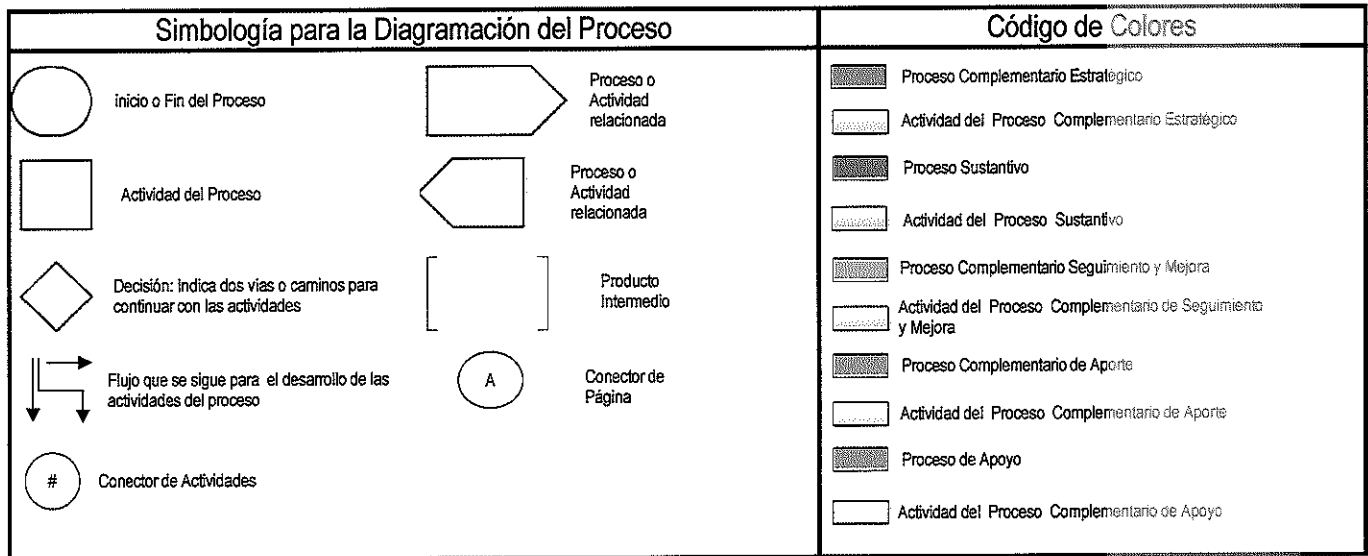 Simbología para la Diagramación del Proceso
inicio o Fin del Proceso
Proceso o
Actividad
relacionada
Actividad del Proceso
Proceso o
Actividad
relacionada
Decisión: Indica dos vías o caminos para
continuar con las actividades
Producto
Intermedio
Flujo que se sigue para el desarrollo de las
actividades del proceso
A
Conector de
Página
#
Conector de Actividades
Código de Colores
Proceso Complementario Estratégico
Actividad del Proceso Complementario Estratégico
Proceso Sustantivo
Actividad del Proceso Sustantivo
Proceso Complementario Seguimiento y Mejora
Actividad del Proceso Complementario de Seguimiento
y Mejora
Proceso Complementario de Aporte
Actividad del Proceso Complementario de Aporte
Proceso de Apoyo
Actividad del Proceso Complementario de Apoyo